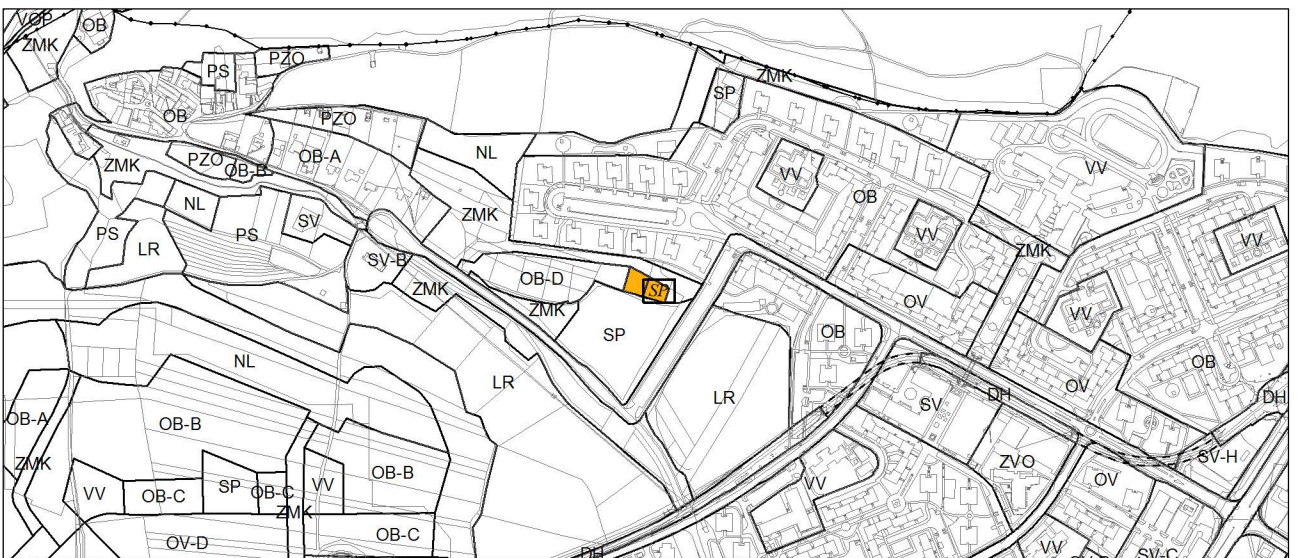 VOP
OB
ZMK
PS
PZO
ZMK
SP
OB
PZO
OB-A
NL
VV
ZMK
PZO
OB-B
VV
OB
NL
SV
ZMK
PS
PS
LR
VV
ZMK
VV
SV-B
OB-D
SP
OV
ZMK
ZMK
SP
OB
VV
NL
LR
OV
OB
LR
SV
DH
DH
OB-A
OB-B
ZMK
OB-B
ZVO
SV-H
VV
OB-C
SP
OB-C
VV
VV
OV
ZMK
OV-D
OB-C
DH
VV
SV-C